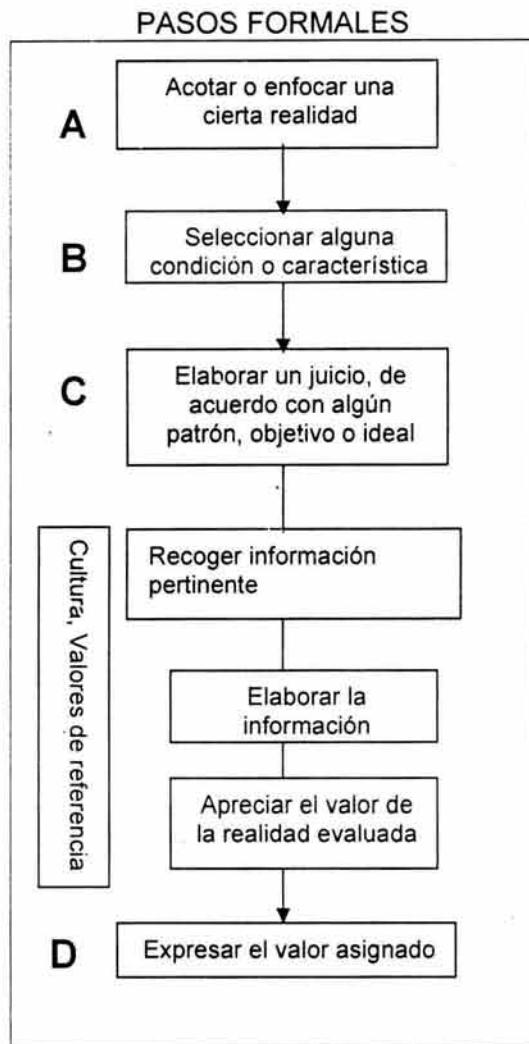 PASOS FORMALES
A
Acotar o enfocar una
cierta realidad
B
Seleccionar alguna
condición o característica
C
Elaborar un juicio, de
acuerdo con algún
patrón, objetivo o ideal
Cultura, Valores de
referencia
Recoger información
pertinente
Elaborar la
información
Apreciar el valor de
la realidad evaluada
D
Expresar el valor asignado